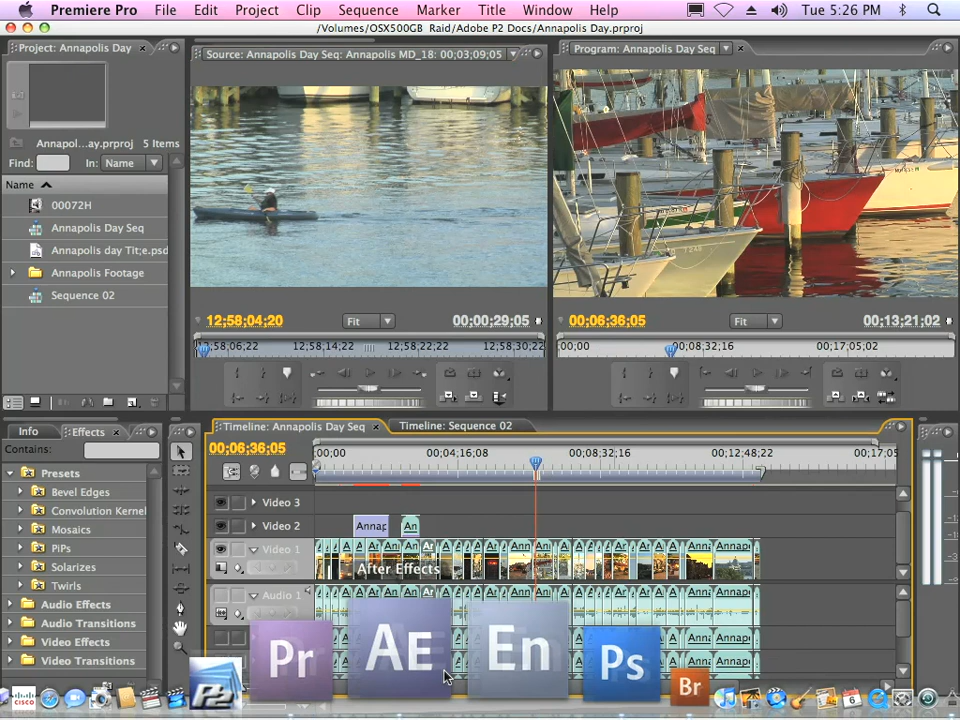 Premiere Pro File Edit Project Clip Sequence Marker Title Window Help Tue 5:26 PM
/Volumes/OSX500GB Raid/Adobe P2 Docs/Annapolis Day.prproj
Project: Annapolis Day
Source: Annapolis Day Seq: Annapolis MD_18: 00;03;09;05
Program: Annapolis Day Seq
Annapol...ay.prproj 5 Items
Find: In: Name
Name
00072H
Annapolis Day Seq
Annapolis day Tit;e.psd
Annapolis Footage
Sequence 02
12;58;04;20 Fit 00;00;29;05
00;06;36;05 Fit 00;13;21;02
12;58;06;22 12;58;14;22 12;58;22;22 12;58;30;22
00;00 00;08;32;16 00;17;05;02
Info Effects
Contains:
Presets
Bevel Edges
Convolution Kerne
Mosaics
PiPs
Solarizes
Twirls
Audio Effects
Audio Transitions
Video Effects
Video Transitions
Timeline: Annapolis Day Seq Timeline: Sequence 02
00;06;36;05
00;00 00;04;16;08 00;08;32;16 00;12;48;22 00;17;05
Video 3
Video 2 Annap An
Video 1
After Effects
Audio 1
P2 Pr AE En Ps Br
CISCO
6